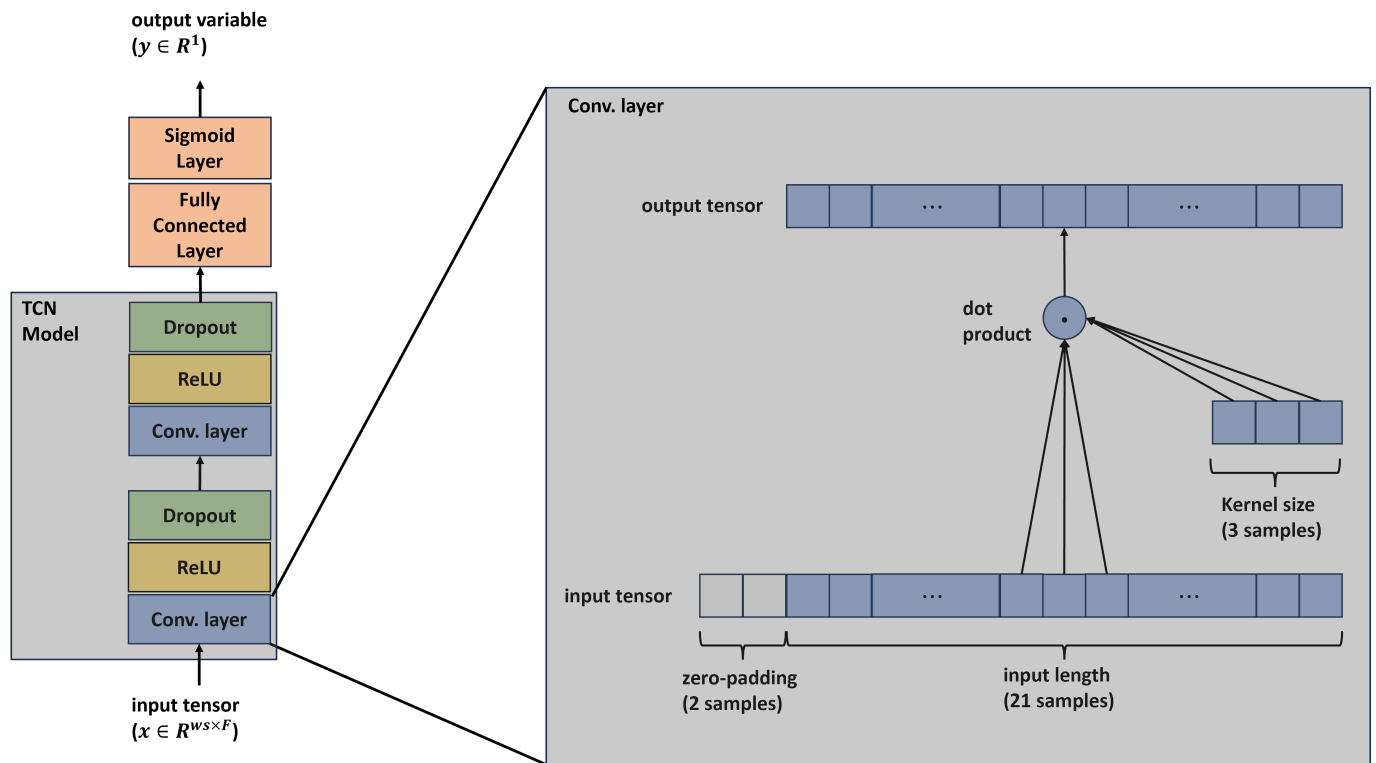 output variable
(y ∈ R¹)
Sigmoid
Layer
Fully
Connected
Layer
TCN
Model
Dropout
ReLU
Conv. layer
Dropout
ReLU
Conv. layer
input tensor
(x ∈ R^{ws×F})
Conv. layer
output tensor
...
...
dot
product
Kernel size
(3 samples)
input tensor
...
...
zero-padding
(2 samples)
input length
(21 samples)